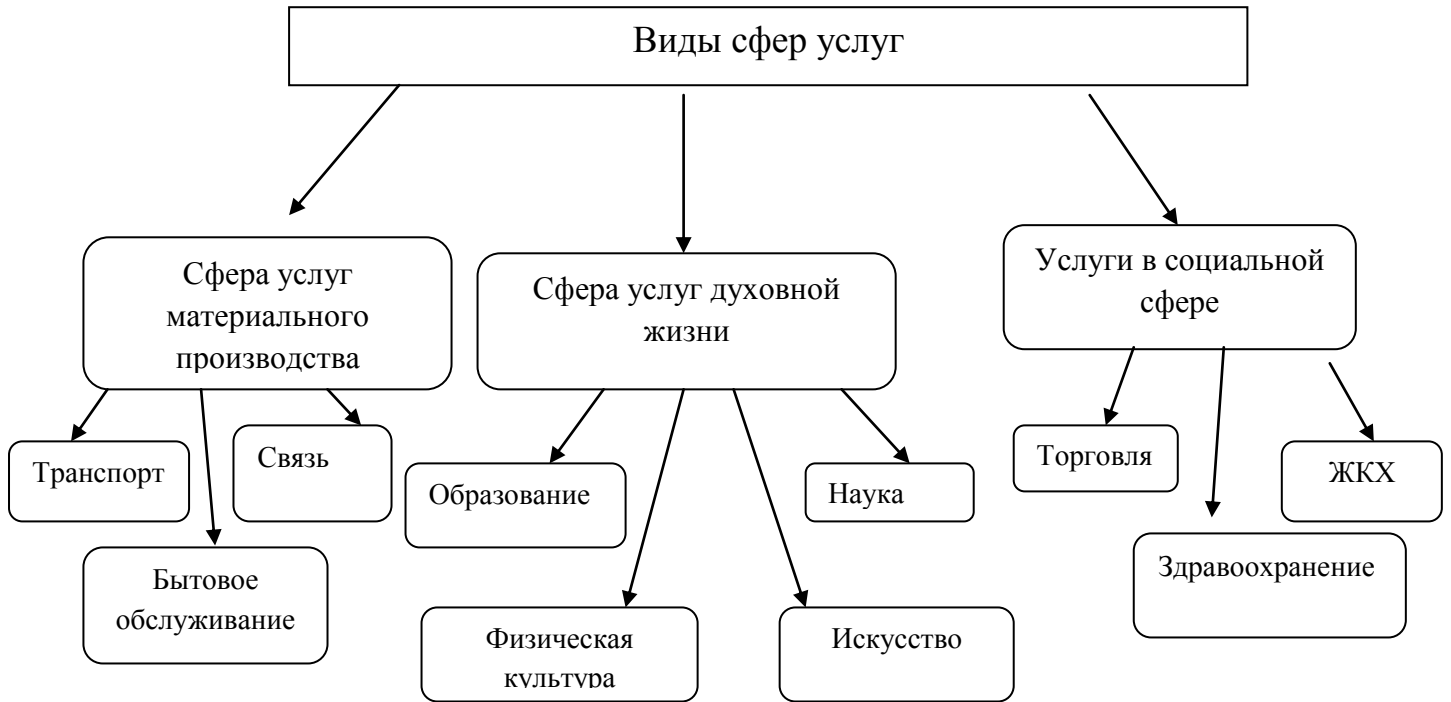 Виды сфер услуг
Сфера услуг
материального
производства
Сфера услуг духовной
жизни
Услуги в социальной
сфере
Транспорт
Связь
Бытовое
обслуживание
Образование
Наука
Физическая
культура
Искусство
Торговля
ЖКХ
Здравоохранение